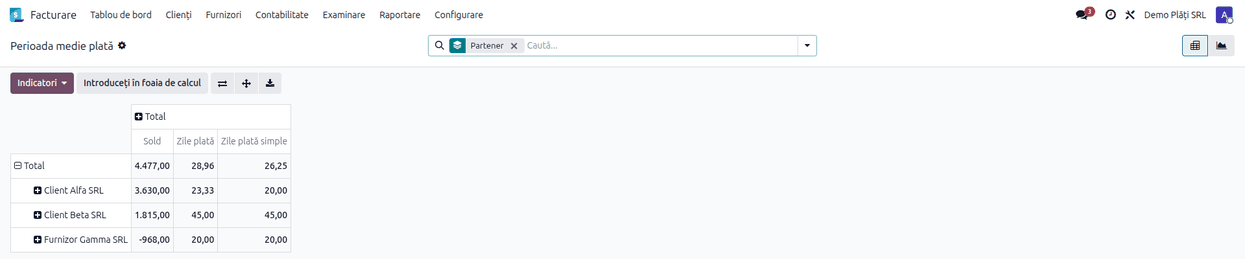 Facturare Tablou de bord Clienți Furnizori Contabilitate Examinare Raportare Configurare 3 Demo Plăți SRL A
Perioada medie plată Partener Caută...
Indicatori Introduceți în foaia de calcul
Total
Sold Zile plată Zile plată simple
Total 4.477,00 28,96 26,25
Client Alfa SRL 3.630,00 23,33 20,00
Client Beta SRL 1.815,00 45,00 45,00
Furnizor Gamma SRL -968,00 20,00 20,00